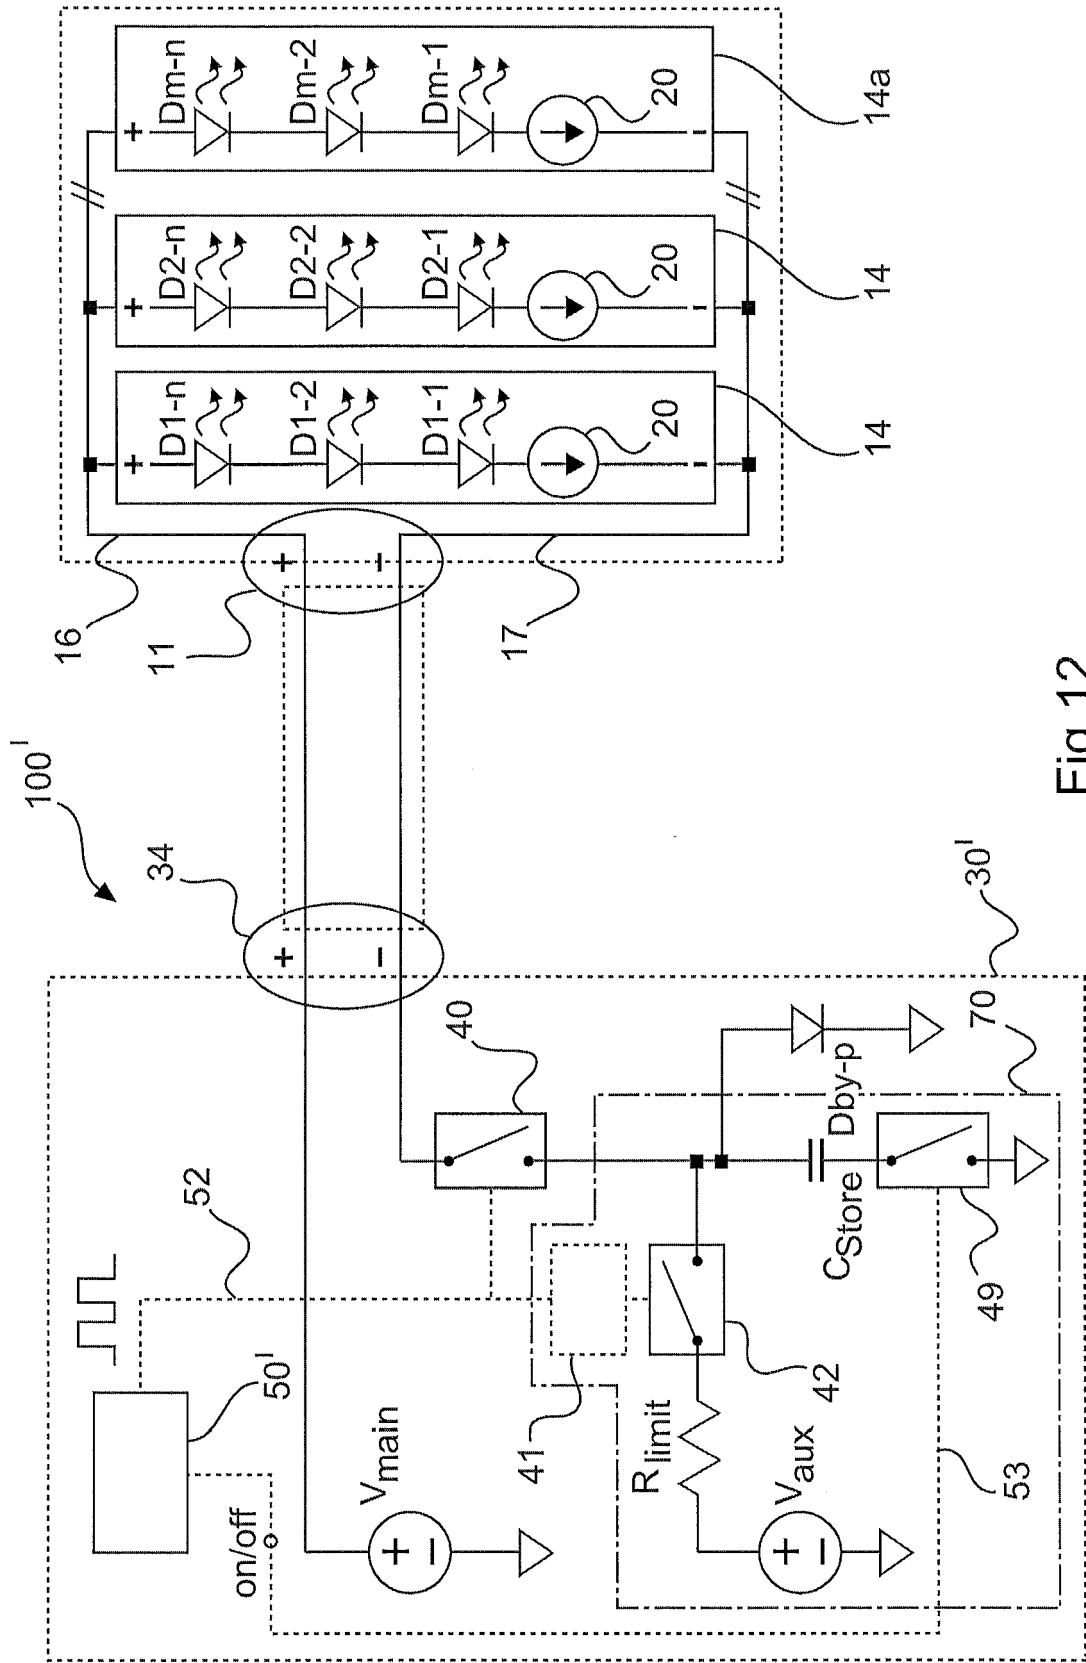 100'
16
11
17
34
+
-
+
-
+
Dm-n
Dm-2
Dm-1
20
-
14a
+
D2-n
D2-2
D2-1
20
-
14
+
D1-n
D1-2
D1-1
20
-
14
50'
52
on/off
Vmain
+
-
40
41
42
Rlimit
Vaux
+
-
CStore
Dby-p
49
53
70
30'
Fig.12